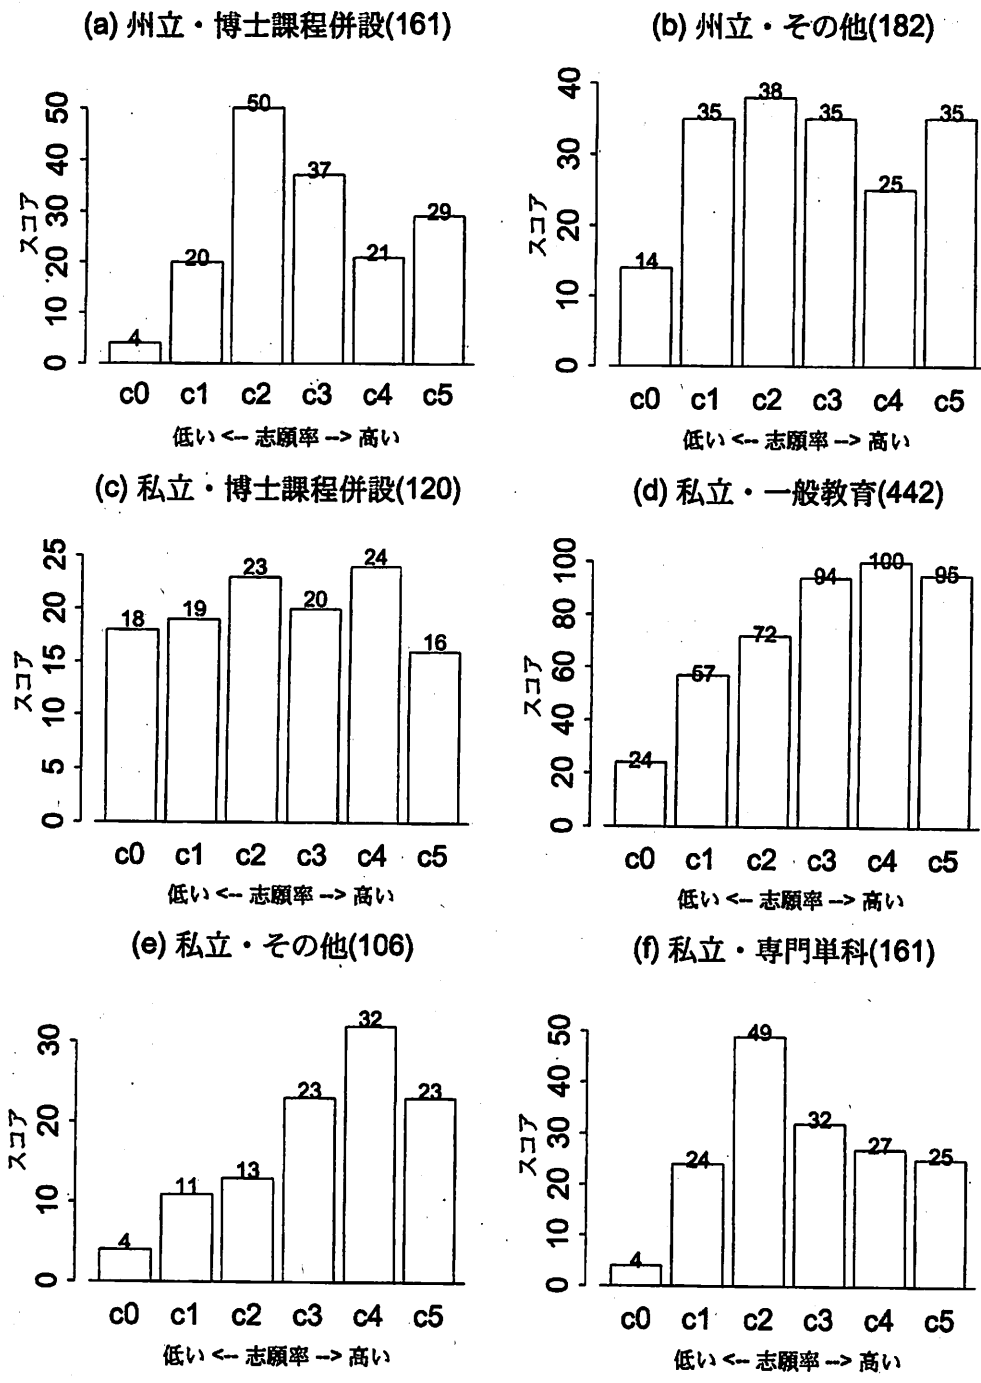 (a) 州立・博士課程併設(161)
スコア
0 10 20 30 40 50
4 20 50 37 21 29
c0 c1 c2 c3 c4 c5
低い <-- 志願率 --> 高い
(b) 州立・その他(182)
スコア
0 10 20 30 40
14 35 38 35 25 35
c0 c1 c2 c3 c4 c5
低い <-- 志願率 --> 高い
(c) 私立・博士課程併設(120)
スコア
0 5 10 15 20 25
18 19 23 20 24 16
c0 c1 c2 c3 c4 c5
低い <-- 志願率 --> 高い
(d) 私立・一般教育(442)
スコア
0 20 40 60 80 100
24 57 72 94 100 95
c0 c1 c2 c3 c4 c5
低い <-- 志願率 --> 高い
(e) 私立・その他(106)
スコア
0 10 20 30
4 11 13 23 32 23
c0 c1 c2 c3 c4 c5
低い <-- 志願率 --> 高い
(f) 私立・専門単科(161)
スコア
0 10 20 30 40 50
4 24 49 32 27 25
c0 c1 c2 c3 c4 c5
低い <-- 志願率 --> 高い